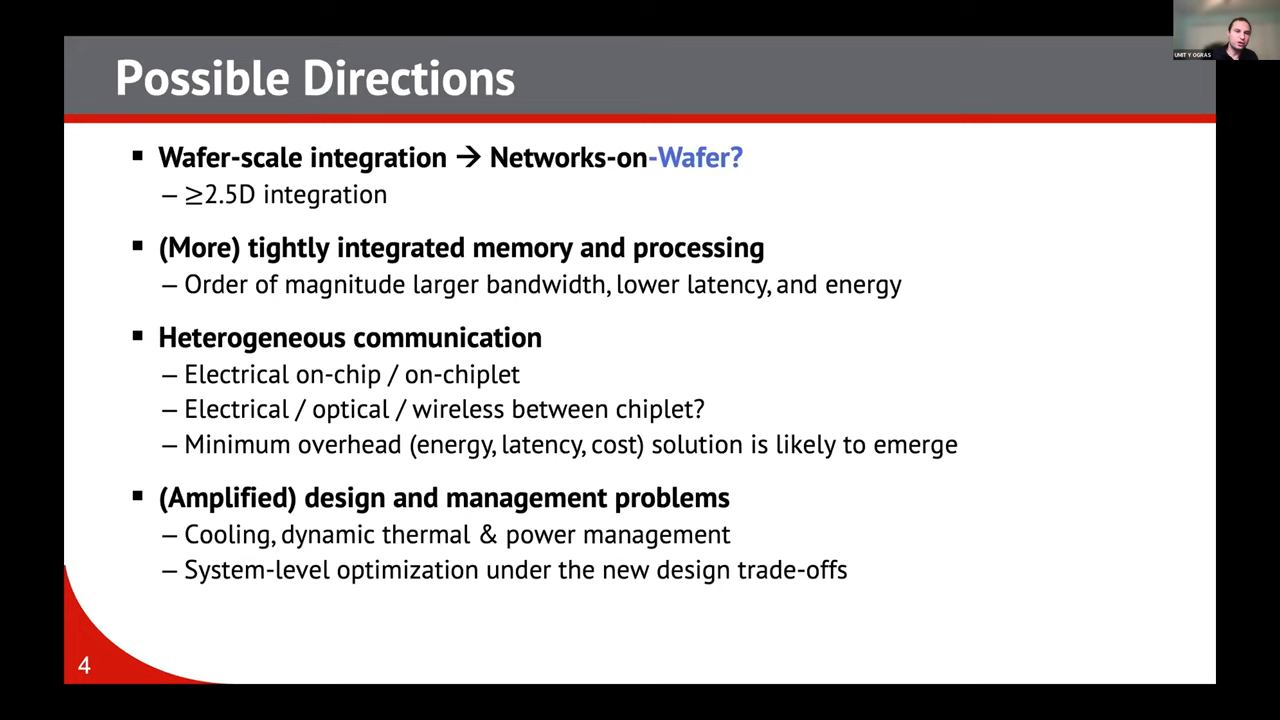 UMIT Y OGRAS
Possible Directions
▪ Wafer-scale integration → Networks-on-Wafer?
– ≥2.5D integration
▪ (More) tightly integrated memory and processing
– Order of magnitude larger bandwidth, lower latency, and energy
▪ Heterogeneous communication
– Electrical on-chip / on-chiplet
– Electrical / optical / wireless between chiplet?
– Minimum overhead (energy, latency, cost) solution is likely to emerge
▪ (Amplified) design and management problems
– Cooling, dynamic thermal & power management
– System-level optimization under the new design trade-offs
4